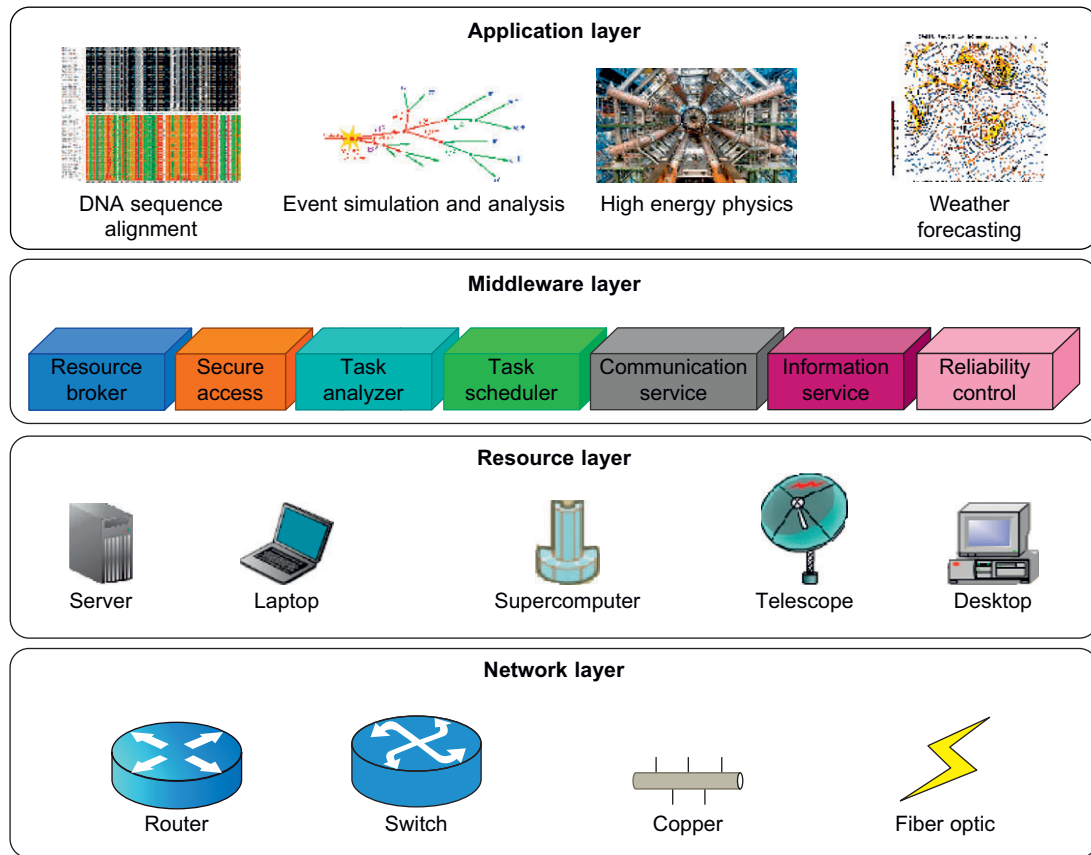 Application layer
DNA sequence
alignment
Event simulation and analysis
High energy physics
Weather
forecasting
Middleware layer
Resource
broker
Secure
access
Task
analyzer
Task
scheduler
Communication
service
Information
service
Reliability
control
Resource layer
Server
Laptop
Supercomputer
Telescope
Desktop
Network layer
Router
Switch
Copper
Fiber optic